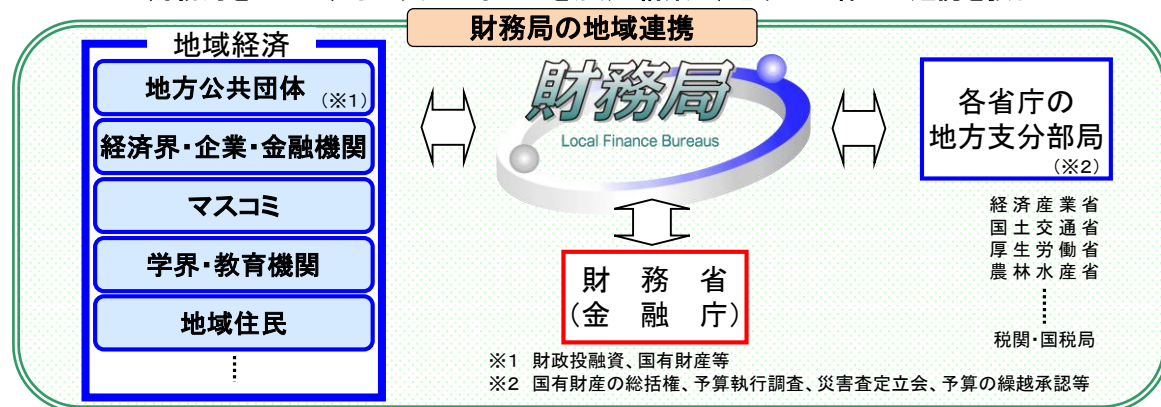 財務局の地域連携
地域経済
地方公共団体 (※1)
経済界・企業・金融機関
マスコミ
学界・教育機関
地域住民
財務局
Local Finance Bureaus
財務省
(金融庁)
各省庁の
地方支分部局
(※2)
経済産業省
国土交通省
厚生労働省
農林水産省
税関・国税局
※1 財政投融資、国有財産等
※2 国有財産の総括権、予算執行調査、災害査定立会、予算の繰越承認等